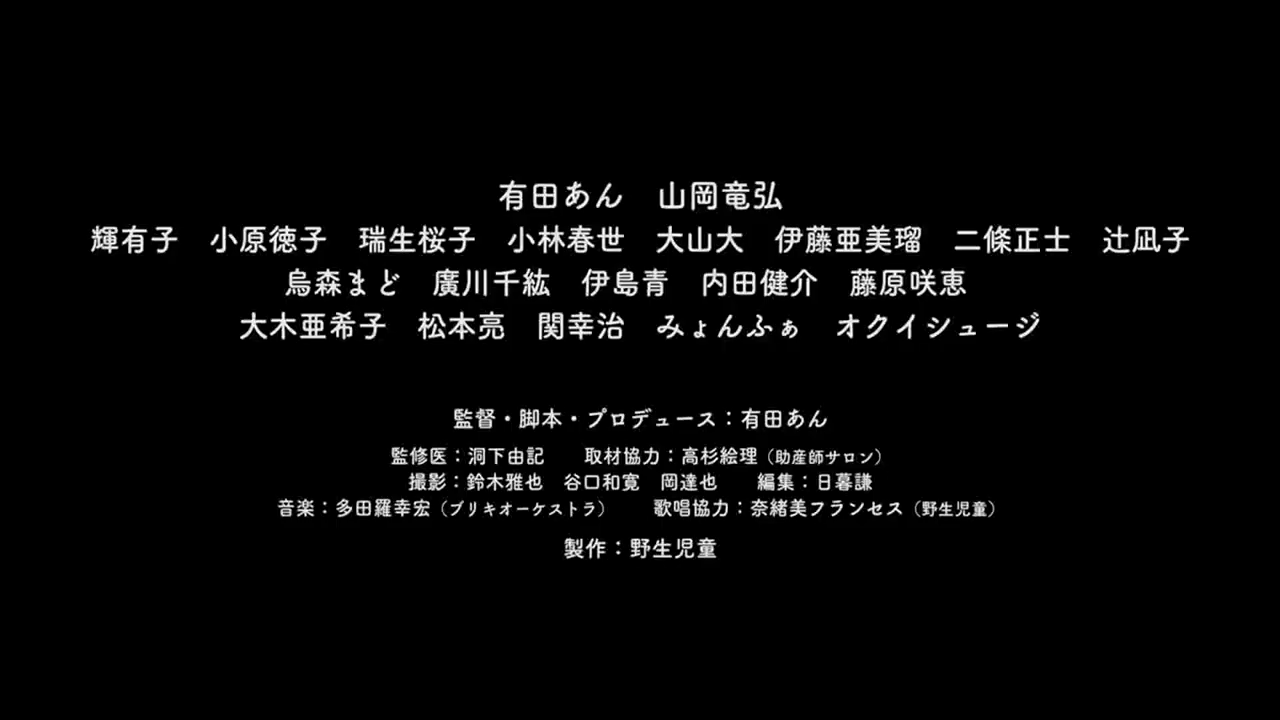 有田あん　山岡竜弘
輝有子　小原徳子　瑞生桜子　小林春世　大山大　伊藤亜美瑠　二條正士　辻凪子
烏森まど　廣川千紘　伊島青　内田健介　藤原咲恵
大木亜希子　松本亮　関幸治　みょんふぁ　オクイシュージ
監督・脚本・プロデュース：有田あん
監修医：洞下由記　取材協力：高杉絵理（助産師サロン）
撮影：鈴木雅也　谷口和寛　岡達也　編集：日暮謙
音楽：多田羅幸宏（ブリキオーケストラ）　歌唱協力：奈緒美フランセス（野生児童）
製作：野生児童